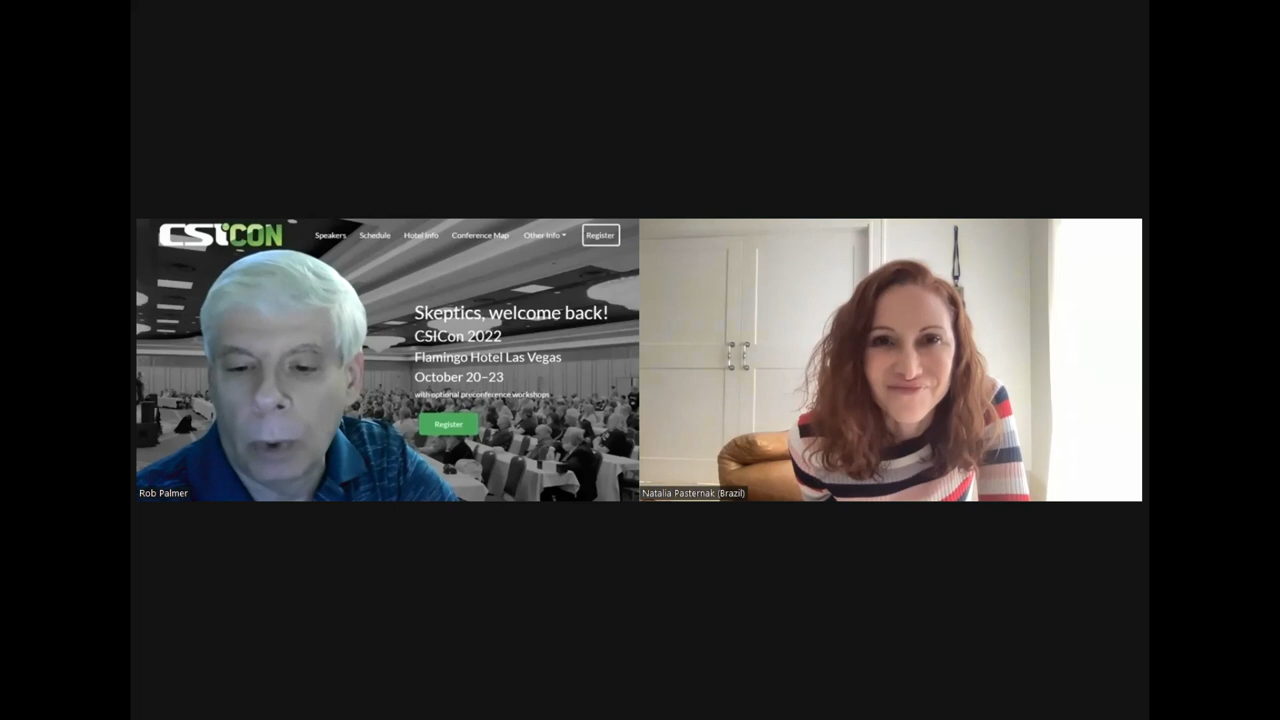 CSICON
Speakers Schedule Hotel Info Conference Map Other Info Register
Skeptics, welcome back!
CSICon 2022
Flamingo Hotel Las Vegas
October 20–23
with optional preconference workshops
Register
Rob Palmer
Natalia Pasternak (Brazil)